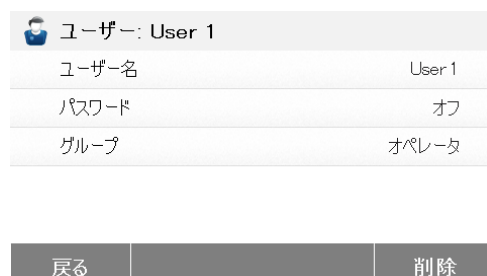 ユーザー: User 1
ユーザー名 User 1
パスワード オフ
グループ オペレータ
戻る 削除